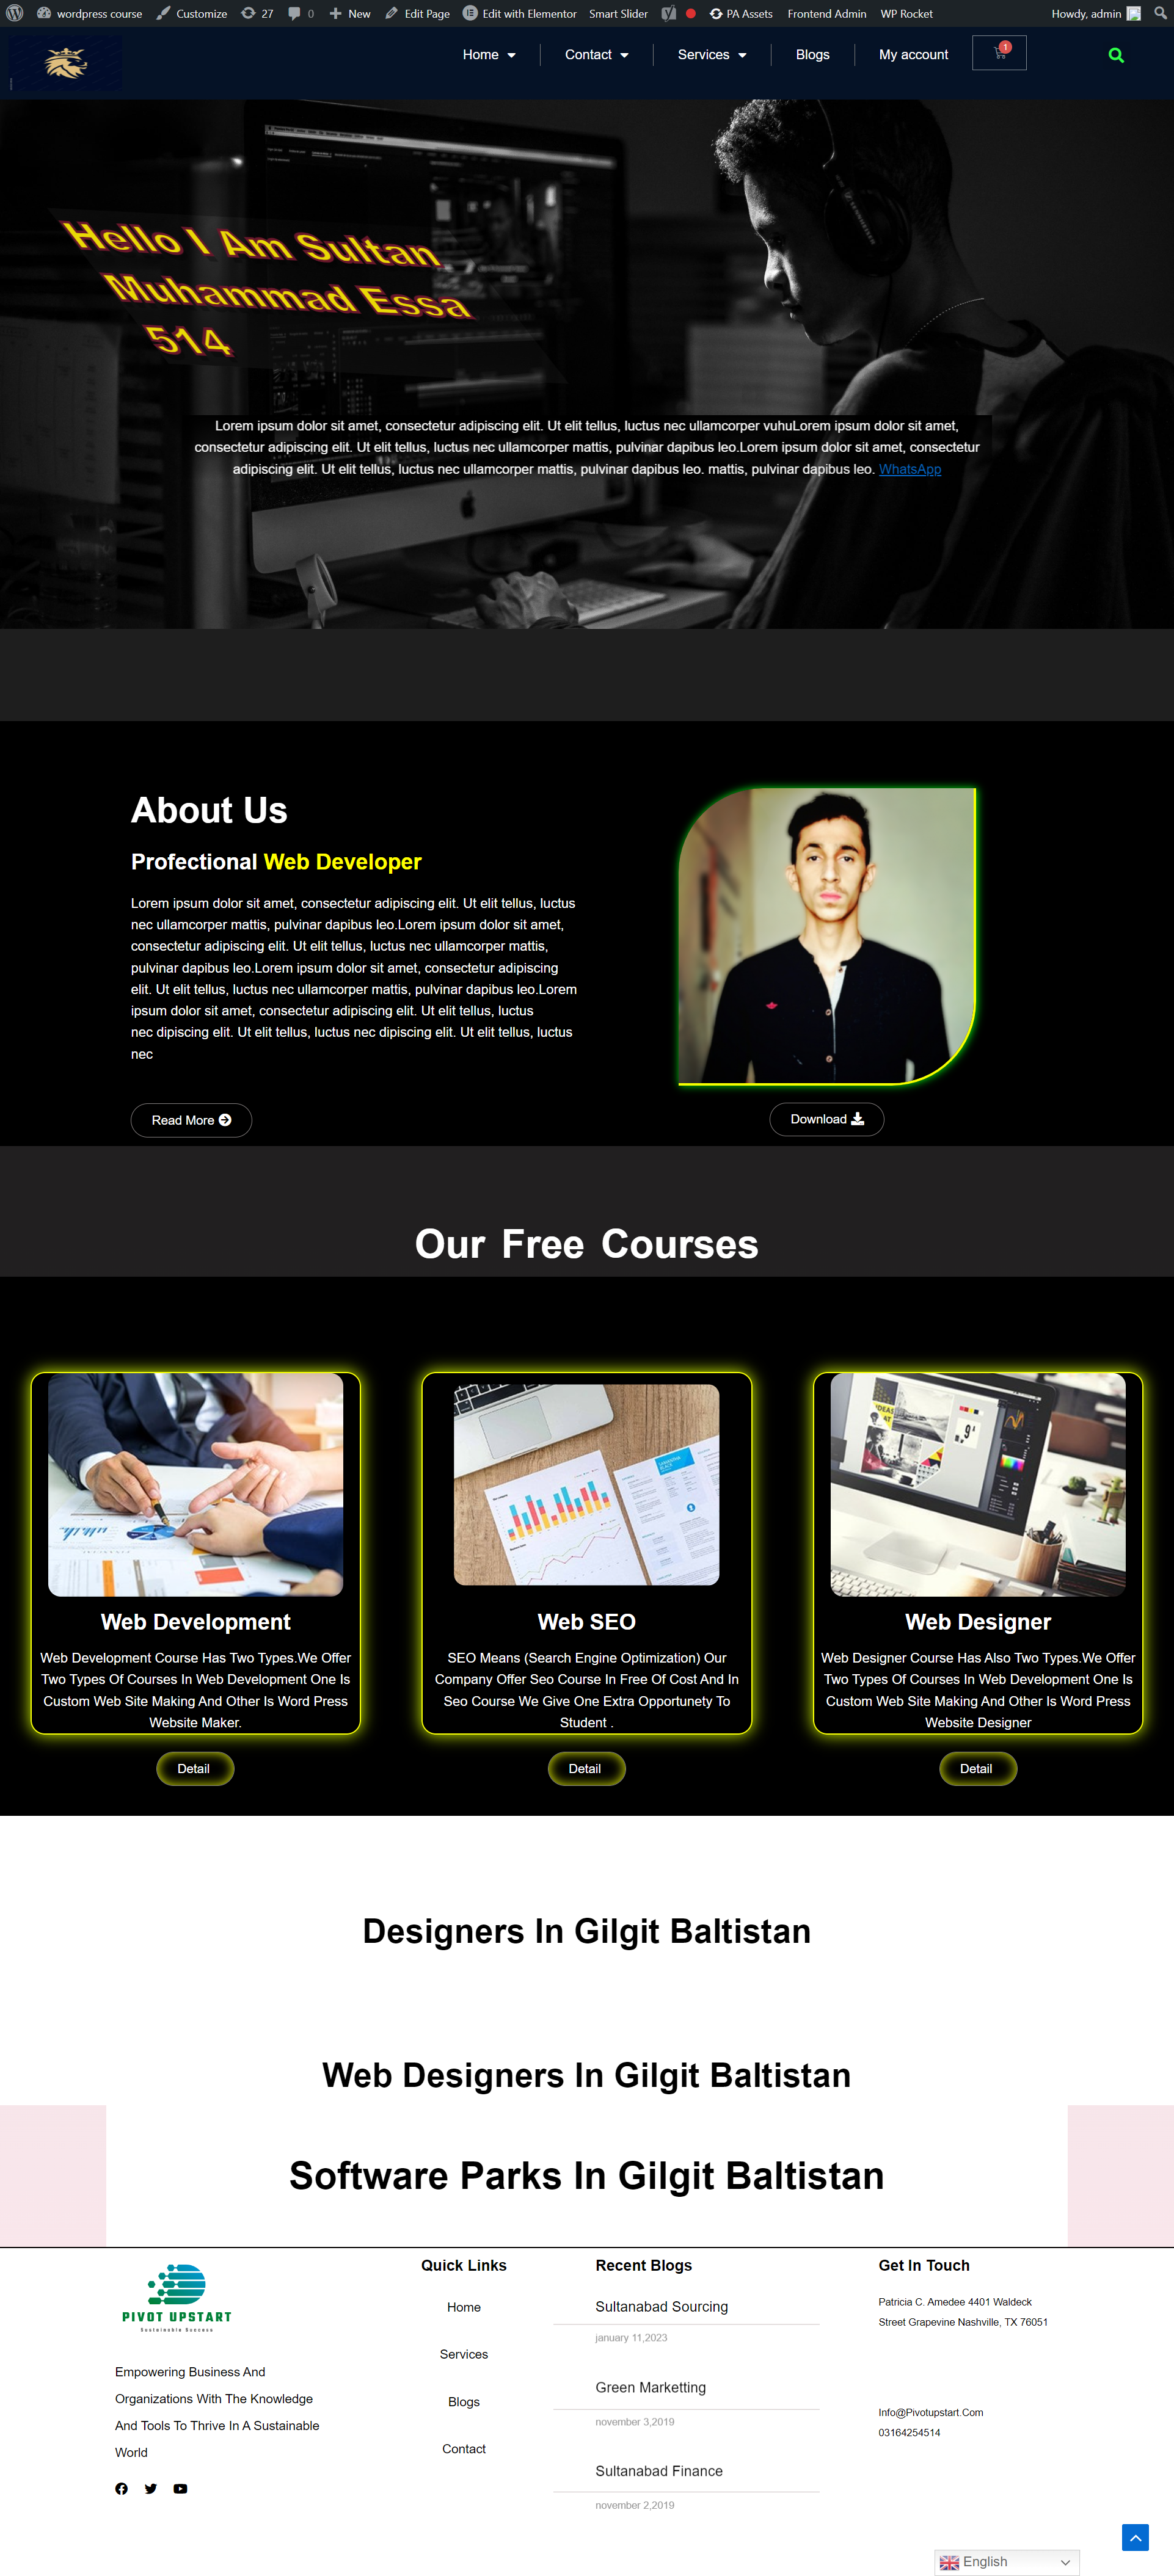 wordpress course Customize 27 0 New Edit Page Edit with Elementor Smart Slider PA Assets Frontend Admin WP Rocket Howdy, admin
Home Contact Services Blogs My account 1
Hello I Am Sultan
Muhammad Essa
514
Lorem ipsum dolor sit amet, consectetur adipiscing elit. Ut elit tellus, luctus nec ullamcorper vuhuLorem ipsum dolor sit amet,
consectetur adipiscing elit. Ut elit tellus, luctus nec ullamcorper mattis, pulvinar dapibus leo.Lorem ipsum dolor sit amet, consectetur
adipiscing elit. Ut elit tellus, luctus nec ullamcorper mattis, pulvinar dapibus leo. mattis, pulvinar dapibus leo. WhatsApp
About Us
Profectional Web Developer
Lorem ipsum dolor sit amet, consectetur adipiscing elit. Ut elit tellus, luctus
nec ullamcorper mattis, pulvinar dapibus leo.Lorem ipsum dolor sit amet,
consectetur adipiscing elit. Ut elit tellus, luctus nec ullamcorper mattis,
pulvinar dapibus leo.Lorem ipsum dolor sit amet, consectetur adipiscing
elit. Ut elit tellus, luctus nec ullamcorper mattis, pulvinar dapibus leo.Lorem
ipsum dolor sit amet, consectetur adipiscing elit. Ut elit tellus, luctus
nec dipiscing elit. Ut elit tellus, luctus nec dipiscing elit. Ut elit tellus, luctus
nec
Read More
Download
Our Free Courses
Web Development
Web Development Course Has Two Types.We Offer
Two Types Of Courses In Web Development One Is
Custom Web Site Making And Other Is Word Press
Website Maker.
Detail
Web SEO
SEO Means (Search Engine Optimization) Our
Company Offer Seo Course In Free Of Cost And In
Seo Course We Give One Extra Opportunety To
Student .
Detail
Web Designer
Web Designer Course Has Also Two Types.We Offer
Two Types Of Courses In Web Development One Is
Custom Web Site Making And Other Is Word Press
Website Designer
Detail
Designers In Gilgit Baltistan
Web Designers In Gilgit Baltistan
Software Parks In Gilgit Baltistan
PIVOT UPSTART
Sustainable Success
Empowering Business And
Organizations With The Knowledge
And Tools To Thrive In A Sustainable
World
Quick Links
Home
Services
Blogs
Contact
Recent Blogs
Sultanabad Sourcing
january 11,2023
Green Marketting
november 3,2019
Sultanabad Finance
november 2,2019
Get In Touch
Patricia C. Amedee 4401 Waldeck
Street Grapevine Nashville, TX 76051
Info@Pivotupstart.Com
03164254514
English